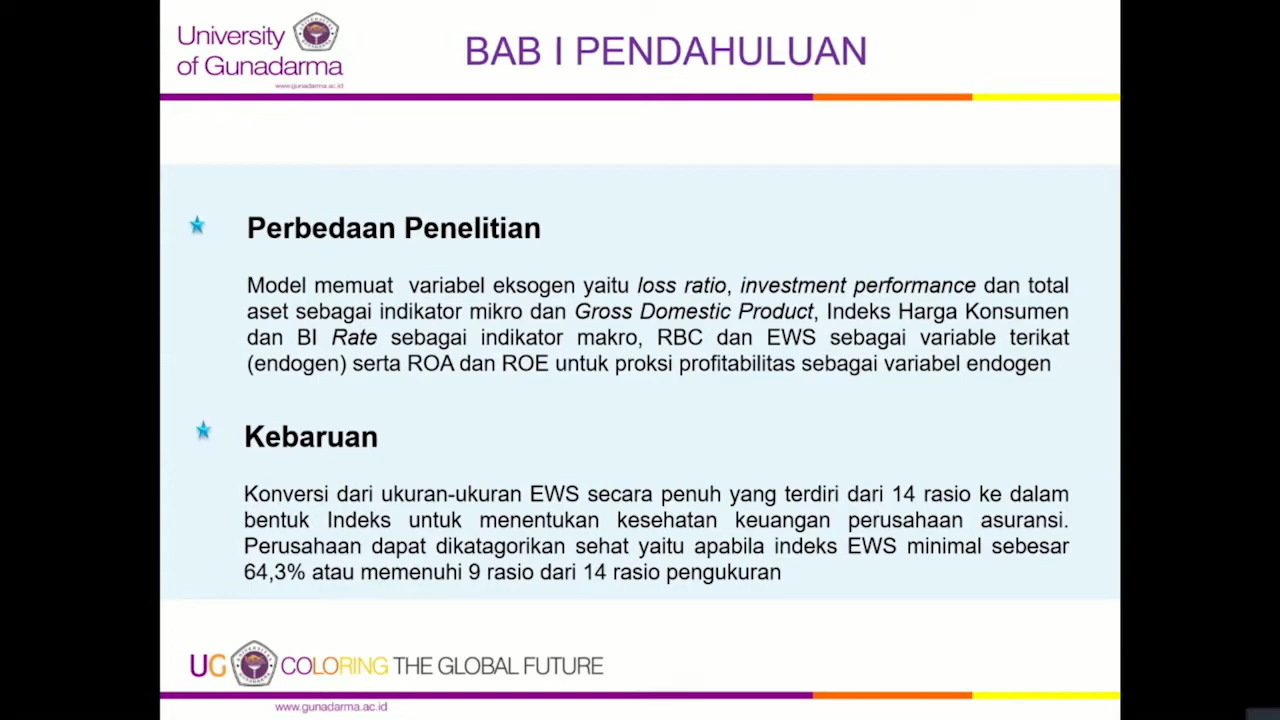 University
of Gunadarma
www.gunadarma.ac.id
BAB I PENDAHULUAN
Perbedaan Penelitian
Model memuat variabel eksogen yaitu loss ratio, investment performance dan total
aset sebagai indikator mikro dan Gross Domestic Product, Indeks Harga Konsumen
dan BI Rate sebagai indikator makro, RBC dan EWS sebagai variable terikat
(endogen) serta ROA dan ROE untuk proksi profitabilitas sebagai variabel endogen
Kebaruan
Konversi dari ukuran-ukuran EWS secara penuh yang terdiri dari 14 rasio ke dalam
bentuk Indeks untuk menentukan kesehatan keuangan perusahaan asuransi.
Perusahaan dapat dikatagorikan sehat yaitu apabila indeks EWS minimal sebesar
64,3% atau memenuhi 9 rasio dari 14 rasio pengukuran
UG COLORING THE GLOBAL FUTURE
www.gunadarma.ac.id